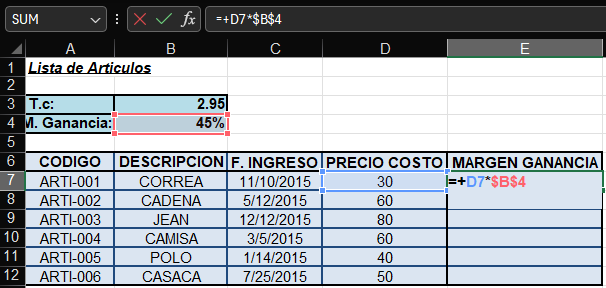 SUM =+D7*$B$4
A B C D E
1 Lista de Articulos
2
3 T.c: 2.95
4 M. Ganancia: 45%
5
6 CODIGO DESCRIPCION F. INGRESO PRECIO COSTO MARGEN GANANCIA
7 ARTI-001 CORREA 11/10/2015 30 =+D7*$B$4
8 ARTI-002 CADENA 5/12/2015 60
9 ARTI-003 JEAN 12/12/2015 80
10 ARTI-004 CAMISA 3/5/2015 60
11 ARTI-005 POLO 1/14/2015 40
12 ARTI-006 CASACA 7/25/2015 50